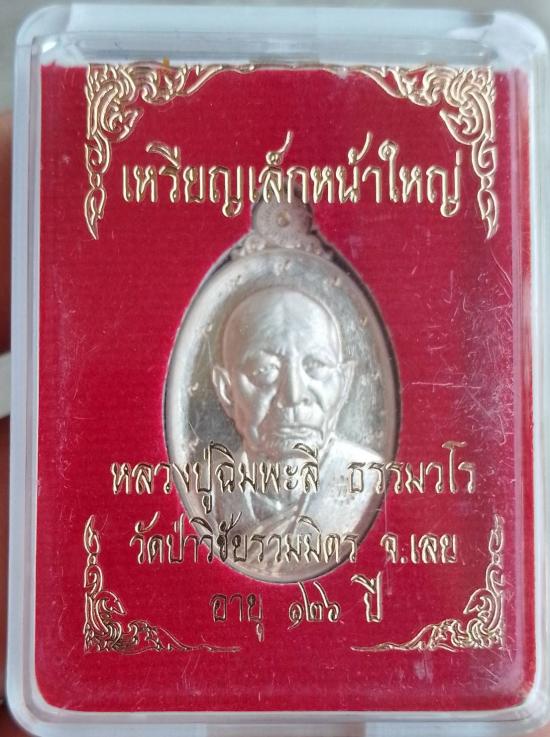 เหรียญเล็กหน้าใหญ่
หลวงปู่ฉิมพะลี ธรรมวโร
วัดป่าวิชัยรวมมิตร จ.เลย
อายุ ๑๒๖ ปี